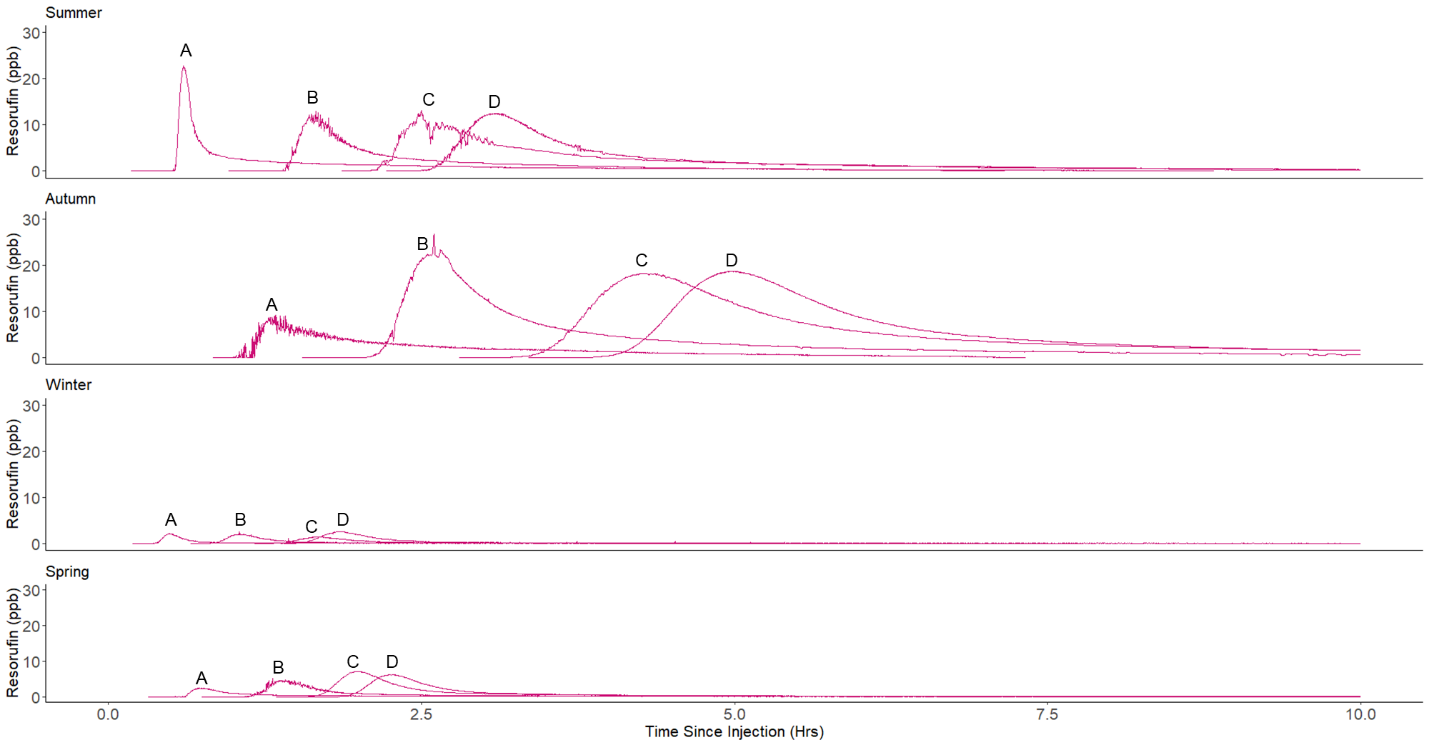 Summer
Resorufin (ppb)
30
20
10
0
A
B
C
D
Autumn
Resorufin (ppb)
30
20
10
0
A
B
C
D
Winter
Resorufin (ppb)
30
20
10
0
A
B
C
D
Spring
Resorufin (ppb)
30
20
10
0
A
B
C
D
0.0 2.5 5.0 7.5 10.0
Time Since Injection (Hrs)